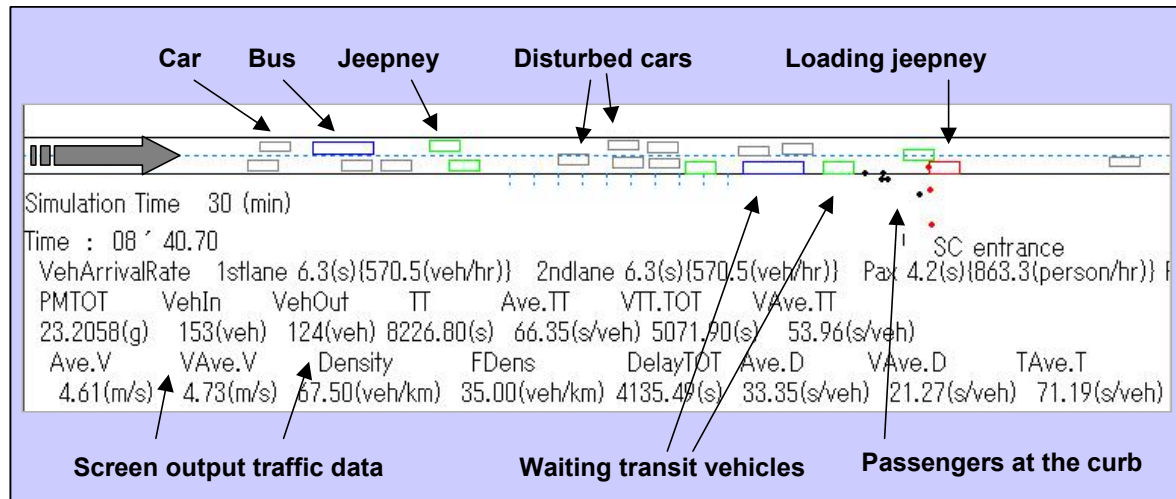 Car Bus Jeepney Disturbed cars Loading jeepney
Simulation Time 30 (min)
Time : 08 ´ 40.70
SC entrance
VehArrivalRate 1stlane 6.3(s){570.5(veh/hr)} 2ndlane 6.3(s){570.5(veh/hr)} Pax 4.2(s){863.3(person/hr)}
PMTOT VehIn VehOut TT Ave.TT VTT.TOT VAve.TT
23.2058(g) 153(veh) 124(veh) 8226.80(s) 66.35(s/veh) 5071.90(s) 53.96(s/veh)
Ave.V VAve.V Density FDens DelayTOT Ave.D VAve.D TAve.T
4.61(m/s) 4.73(m/s) 67.50(veh/km) 35.00(veh/km) 4135.49(s) 33.35(s/veh) 21.27(s/veh) 71.19(s/veh)
Screen output traffic data Waiting transit vehicles Passengers at the curb